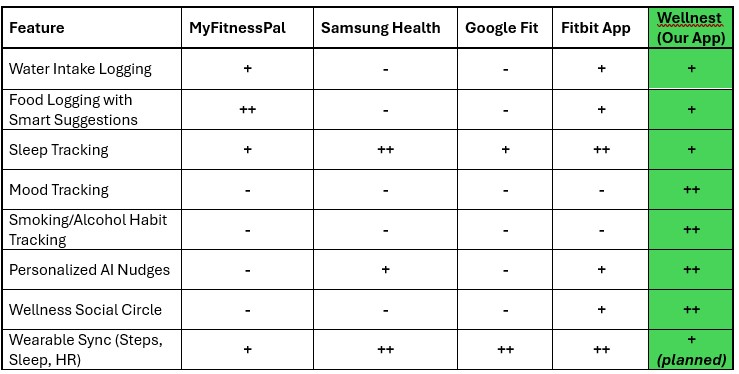 Feature MyFitnessPal Samsung Health Google Fit Fitbit App Wellnest
(Our App)
Water Intake Logging + - - + +
Food Logging with
Smart Suggestions ++ - - + +
Sleep Tracking + ++ + ++ +
Mood Tracking - - - - ++
Smoking/Alcohol Habit
Tracking - - - - ++
Personalized AI Nudges - + - + ++
Wellness Social Circle - - - + ++
Wearable Sync (Steps,
Sleep, HR) + ++ ++ ++ +
(planned)